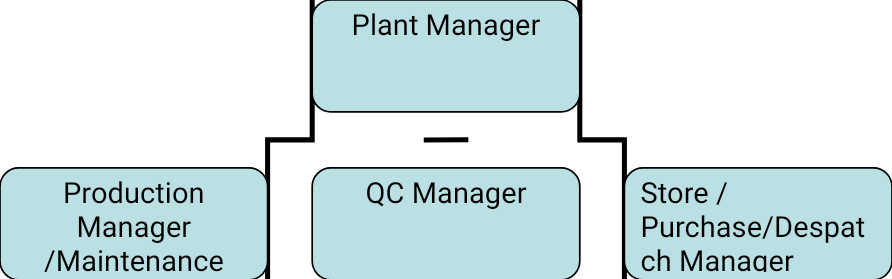 Plant Manager
Production
Manager
/Maintenance
QC Manager
Store /
Purchase/Despat
ch Manager